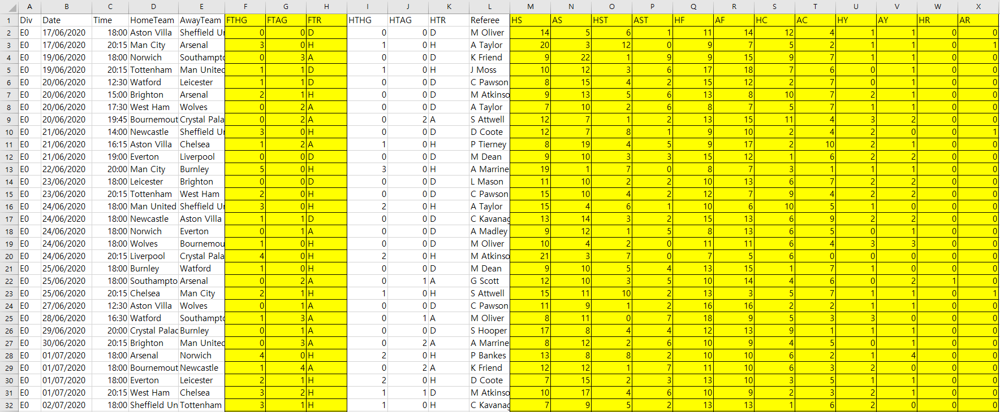 A B C D E F G H I J K L M N O P Q R S T U V W X
1 Div Date Time HomeTeam AwayTeam FTHG FTAG FTR HTHG HTAG HTR Referee HS AS HST AST HF AF HC AC HY AY HR AR
2 E0 17/06/2020 18:00 Aston Villa Sheffield Ur 0 0 D 0 0 D M Oliver 14 5 6 1 11 14 12 4 1 1 0 0
3 E0 17/06/2020 20:15 Man City Arsenal 3 0 H 1 0 H A Taylor 20 3 12 0 9 7 5 2 1 1 0 1
4 E0 19/06/2020 18:00 Norwich Southampto 0 3 A 0 0 D K Friend 9 22 1 9 9 15 9 7 1 1 0 0
5 E0 19/06/2020 20:15 Tottenham Man United 1 1 D 1 0 H J Moss 10 12 3 6 17 18 7 6 0 1 0 0
6 E0 20/06/2020 12:30 Watford Leicester 1 1 D 0 0 D C Pawson 8 15 4 2 15 12 2 7 0 1 0 0
7 E0 20/06/2020 15:00 Brighton Arsenal 2 1 H 0 0 D M Atkinso 9 13 5 6 13 8 10 7 2 1 0 0
8 E0 20/06/2020 17:30 West Ham Wolves 0 2 A 0 0 D A Taylor 7 10 2 6 8 7 5 7 1 1 0 0
9 E0 20/06/2020 19:45 Bournemout Crystal Pala 0 2 A 0 2 A S Attwell 12 7 1 2 13 15 11 4 3 2 0 0
10 E0 21/06/2020 14:00 Newcastle Sheffield Ur 3 0 H 0 0 D D Coote 12 7 8 1 9 10 2 4 2 0 0 1
11 E0 21/06/2020 16:15 Aston Villa Chelsea 1 2 A 1 0 H P Tierney 8 19 4 5 9 17 2 10 2 1 0 0
12 E0 21/06/2020 19:00 Everton Liverpool 0 0 D 0 0 D M Dean 9 10 3 3 15 12 1 6 2 2 0 0
13 E0 22/06/2020 20:00 Man City Burnley 5 0 H 3 0 H A Marrine 19 1 7 0 8 7 3 1 1 1 0 0
14 E0 23/06/2020 18:00 Leicester Brighton 0 0 D 0 0 D L Mason 11 10 2 2 10 13 6 7 2 2 0 0
15 E0 23/06/2020 20:15 Tottenham West Ham 2 0 H 0 0 D C Pawson 15 10 4 2 12 7 9 4 2 2 0 0
16 E0 24/06/2020 18:00 Man United Sheffield Ur 3 0 H 2 0 H A Taylor 15 4 6 1 10 6 10 5 1 0 0 0
17 E0 24/06/2020 18:00 Newcastle Aston Villa 1 1 D 0 0 D C Kavanag 13 14 3 2 15 13 6 9 2 2 0 0
18 E0 24/06/2020 18:00 Norwich Everton 0 1 A 0 0 D A Madley 9 12 1 5 8 13 6 5 0 1 0 0
19 E0 24/06/2020 18:00 Wolves Bournemou 1 0 H 0 0 D M Oliver 10 4 2 0 11 11 6 4 3 3 0 0
20 E0 24/06/2020 20:15 Liverpool Crystal Pala 4 0 H 2 0 H M Atkinso 21 3 7 0 7 5 6 0 0 0 0 0
21 E0 25/06/2020 18:00 Burnley Watford 1 0 H 0 0 D M Dean 9 10 5 4 13 15 1 7 1 0 0 0
22 E0 25/06/2020 18:00 Southampto Arsenal 0 2 A 0 1 A G Scott 12 10 3 5 10 14 4 6 0 2 1 0
23 E0 25/06/2020 20:15 Chelsea Man City 2 1 H 1 0 H S Attwell 15 11 10 2 13 3 5 7 1 1 0 1
24 E0 27/06/2020 12:30 Aston Villa Wolves 0 1 A 0 0 D C Pawson 11 9 1 2 16 16 2 2 1 1 0 0
25 E0 28/06/2020 16:30 Watford Southampto 1 3 A 0 1 A M Oliver 8 11 0 7 18 9 5 3 3 0 0 0
26 E0 29/06/2020 20:00 Crystal Palac Burnley 0 1 A 0 0 D S Hooper 17 8 4 4 12 13 9 1 1 1 0 0
27 E0 30/06/2020 20:15 Brighton Man United 0 3 A 0 2 A A Marrine 8 12 2 6 10 9 4 5 0 1 0 0
28 E0 01/07/2020 18:00 Arsenal Norwich 4 0 H 2 0 H P Bankes 13 8 8 2 10 10 6 2 1 4 0 0
29 E0 01/07/2020 18:00 Bournemout Newcastle 1 4 A 0 2 A K Friend 12 12 1 7 11 10 6 3 2 0 0 0
30 E0 01/07/2020 18:00 Everton Leicester 2 1 H 2 0 H D Coote 7 15 2 3 13 10 3 5 1 1 0 0
31 E0 01/07/2020 20:15 West Ham Chelsea 3 2 H 1 1 D M Atkinso 10 17 4 6 10 9 2 3 2 1 0 0
32 E0 02/07/2020 18:00 Sheffield Un Tottenham 3 1 H 1 0 H C Kavanag 7 9 5 2 13 13 1 6 2 0 0 0